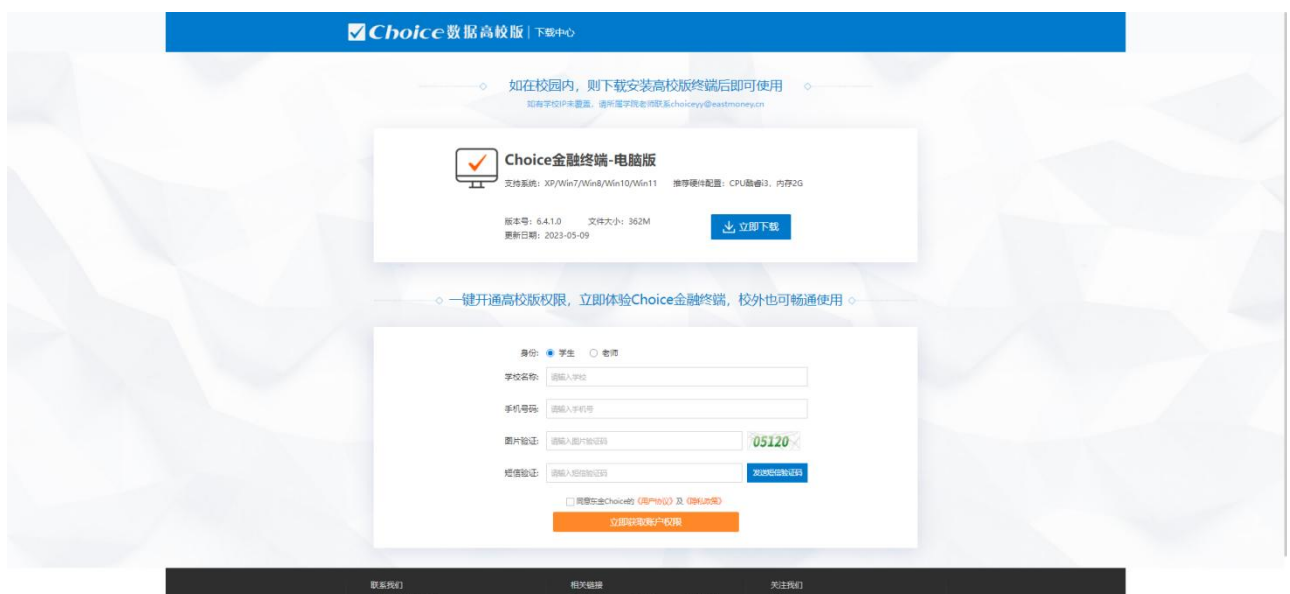 Choice数据高校版 | 下载中心
如在校园内，则下载安装高校版终端后即可使用
如有学校IP未覆盖，请所属学院老师联系choiceyy@eastmoney.cn
Choice金融终端-电脑版
支持系统：XP/Win7/Win8/Win10/Win11 推荐硬件配置：CPU酷睿i3，内存2G
版本号：6.4.1.0 文件大小：362M
更新日期：2023-05-09
立即下载
一键开通高校版权限，立即体验Choice金融终端，校外也可畅通使用
身份: 学生 老师
学校名称: 请输入学校
手机号码: 请输入手机号
图片验证: 请输入图片验证码 05120
短信验证: 请输入短信验证码 发送短信验证码
同意东金Choice的《用户协议》及《隐私政策》
立即获取账户权限
联系我们 相关链接 关注我们